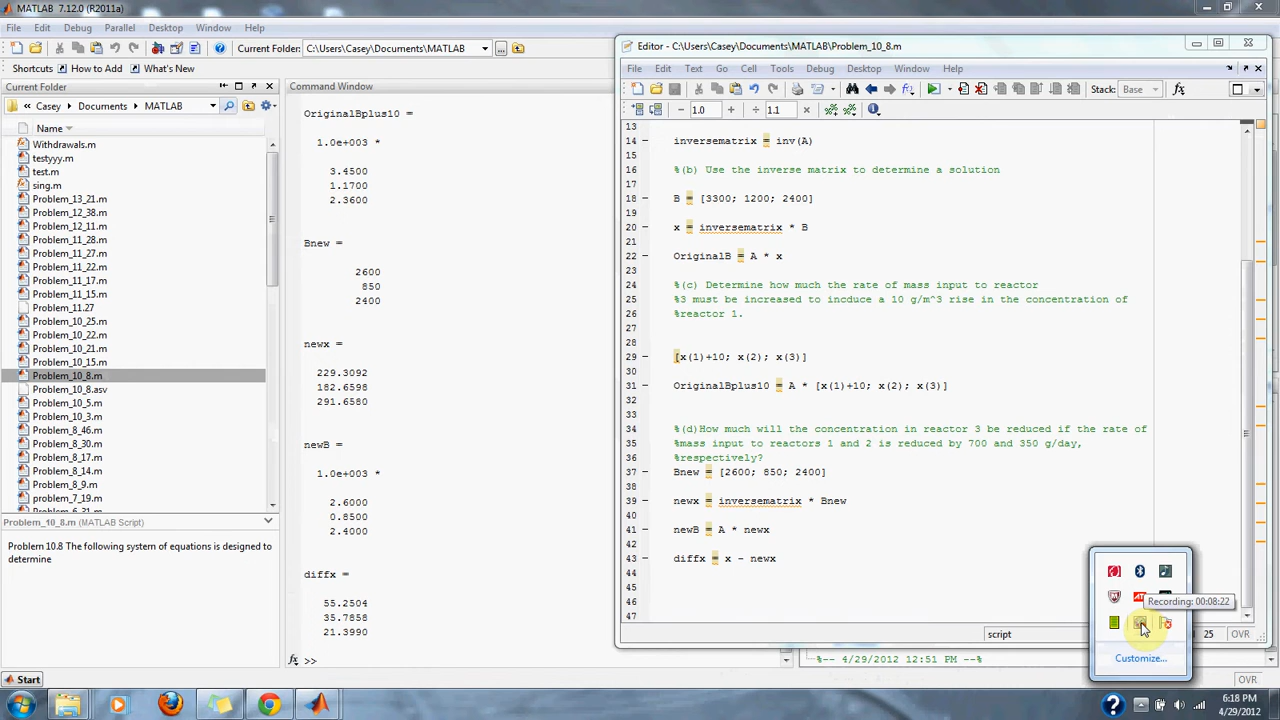 MATLAB 7.12.0 (R2011a)
File Edit Debug Parallel Desktop Window Help
Current Folder: C:\Users\Casey\Documents\MATLAB
Shortcuts How to Add What's New
Current Folder
Casey Documents MATLAB
Name
Withdrawals.m
testyyy.m
test.m
sing.m
Problem_13_21.m
Problem_12_38.m
Problem_12_11.m
Problem_11_28.m
Problem_11_27.m
Problem_11_22.m
Problem_11_17.m
Problem_11_15.m
Problem_11.27
Problem_10_25.m
Problem_10_22.m
Problem_10_21.m
Problem_10_15.m
Problem_10_8.m
Problem_10_8.asv
Problem_10_5.m
Problem_10_3.m
Problem_8_46.m
Problem_8_30.m
Problem_8_17.m
Problem_8_14.m
Problem_8_9.m
problem_7_19.m
Problem_10_8.m (MATLAB Script)
Problem 10.8 The following system of equations is designed to
determine
Command Window
OriginalBplus10 =
1.0e+003 *
3.4500
1.1700
2.3600
Bnew =
2600
850
2400
newx =
229.3092
182.6598
291.6580
newB =
1.0e+003 *
2.6000
0.8500
2.4000
diffx =
55.2504
35.7858
21.3990
fx >>
Editor - C:\Users\Casey\Documents\MATLAB\Problem_10_8.m
File Edit Text Go Cell Tools Debug Desktop Window Help
Stack: Base fx
− 1.0 + ÷ 1.1 ×
13
14 − inversematrix = inv(A)
15
16 %(b) Use the inverse matrix to determine a solution
17
18 − B = [3300; 1200; 2400]
19
20 − x = inversematrix * B
21
22 − OriginalB = A * x
23
24 %(c) Determine how much the rate of mass input to reactor
25 %3 must be increased to incduce a 10 g/m^3 rise in the concentration of
26 %reactor 1.
27
28
29 − [x(1)+10; x(2); x(3)]
30
31 − OriginalBplus10 = A * [x(1)+10; x(2); x(3)]
32
33
34 %(d)How much will the concentration in reactor 3 be reduced if the rate of
35 %mass input to reactors 1 and 2 is reduced by 700 and 350 g/day,
36 %respectively?
37 − Bnew = [2600; 850; 2400]
38
39 − newx = inversematrix * Bnew
40
41 − newB = A * newx
42
43 − diffx = x - newx
44
45
46
47
script 25 OVR
Recording: 00:08:22
Customize...
%-- 4/29/2012 12:51 PM --%
Start
OVR
6:18 PM
4/29/2012